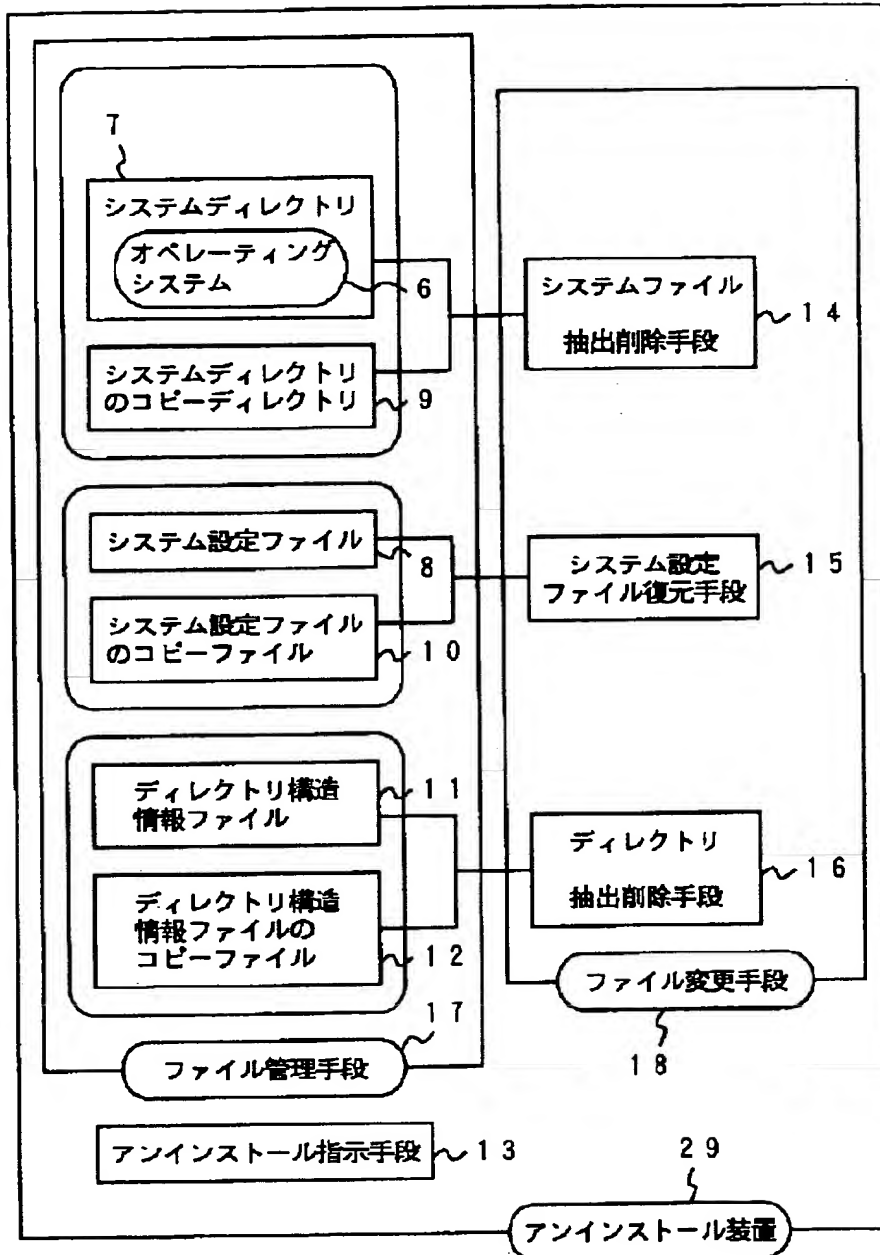 7
システムディレクトリ
オペレーティング
システム
6
システムディレクトリ
のコピーディレクトリ
9
システムファイル
抽出削除手段
14
システム設定ファイル
8
システム設定ファイル
のコピーファイル
10
システム設定
ファイル復元手段
15
ディレクトリ構造
情報ファイル
11
ディレクトリ構造
情報ファイルの
コピーファイル
12
ディレクトリ
抽出削除手段
16
ファイル変更手段
18
17
ファイル管理手段
アンインストール指示手段
13
29
アンインストール装置